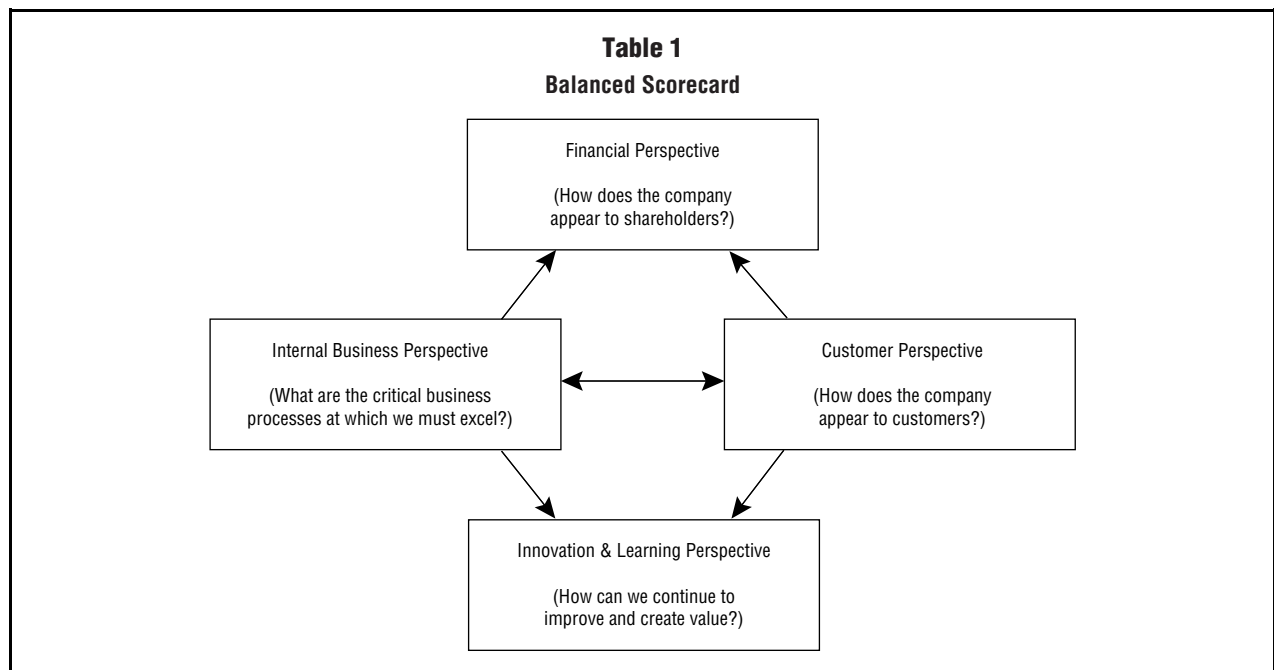 Table 1
Balanced Scorecard
Financial Perspective
(How does the company
appear to shareholders?)
Internal Business Perspective
(What are the critical business
processes at which we must excel?)
Customer Perspective
(How does the company
appear to customers?)
Innovation & Learning Perspective
(How can we continue to
improve and create value?)